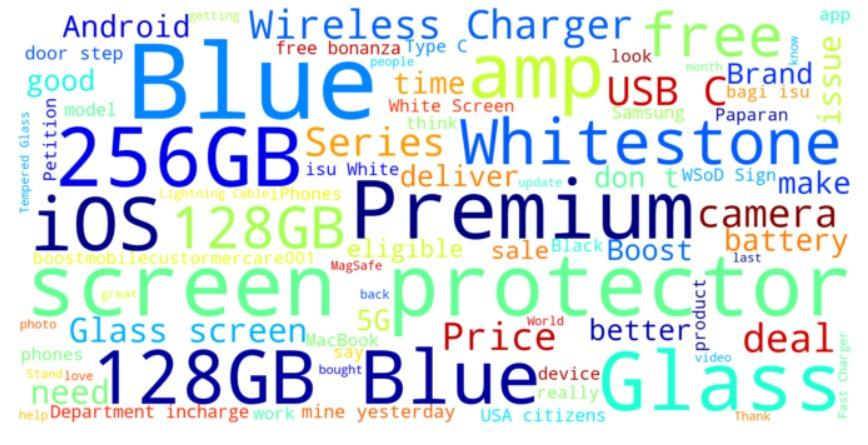 getting
Android
Wireless Charger
free
app
door step
free bonanza
Type C
people
look
know
good
Blue
time
amp
month
Brand
USB C
bagi isu
issue
model
White Screen
Samsung
Paparan
Petition
think
Tempered Glass
256GB
Series
Whitestone
isu White
deliver
update
don t
WSoD Sign
make
Lightning Cable
iPhones
iOS
128GB
Premium
camera
eligible
sale
Black
Boost
battery
boostmobilecustormercare001
MagSafe
last
screen protector
great
back
product
photo
Glass screen
5G
World
Price
better
deal
MacBook
phones
say
video
Stand
love
bought
device
need
128GB Blue
really
Glass
Fast Charger
help
Department incharge
work
mine yesterday
USA citizens
Thank